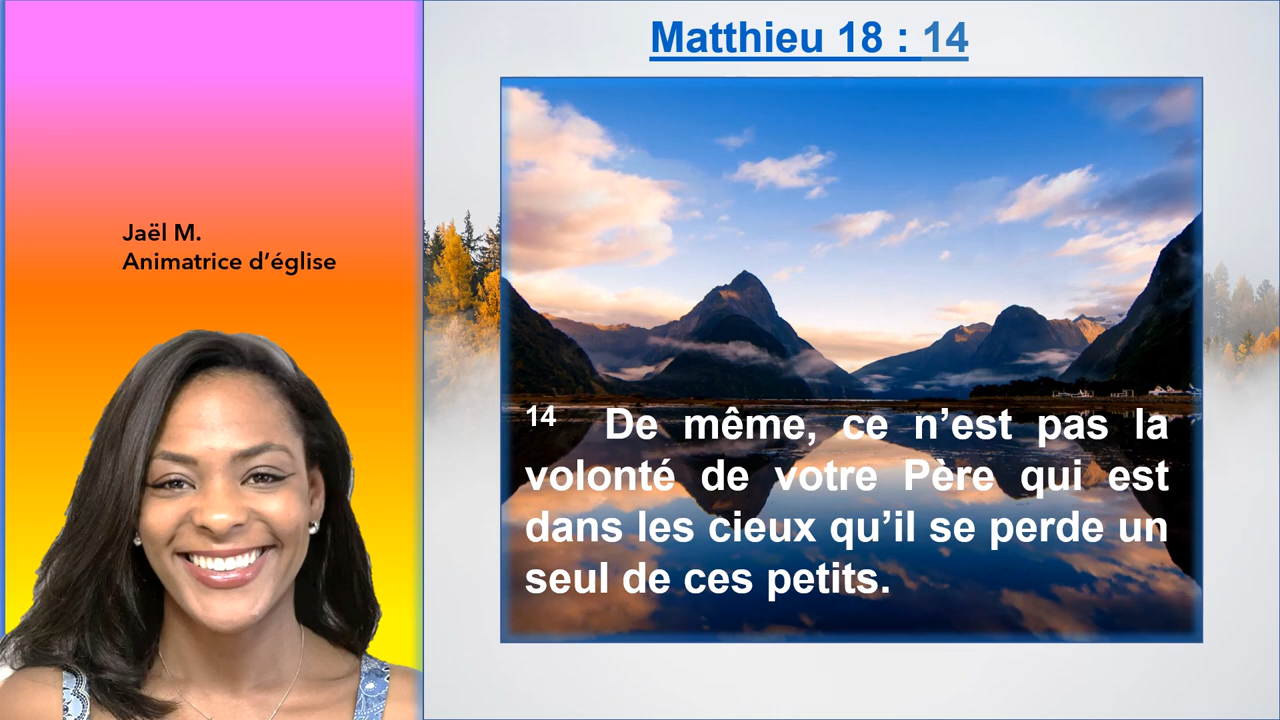 Matthieu 18 : 14
Jaël M.
Animatrice d’église
14 De même, ce n’est pas la
volonté de votre Père qui est
dans les cieux qu’il se perde un
seul de ces petits.